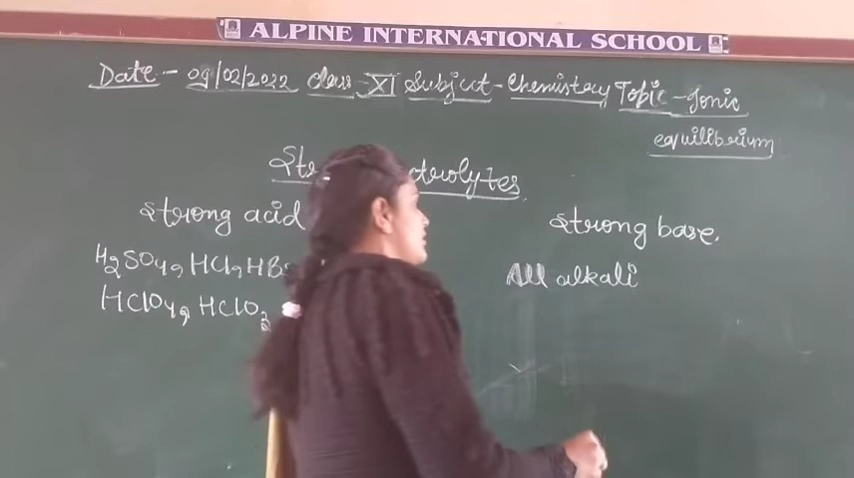 ALPINE INTERNATIONAL SCHOOL
Date - 09/02/2022 Class - XI Subject - Chemistry Topic - Ionic
equilibrium
strong acid
strong base.
H2SO4, HCl, HB
All alkali
HClO4, HClO3